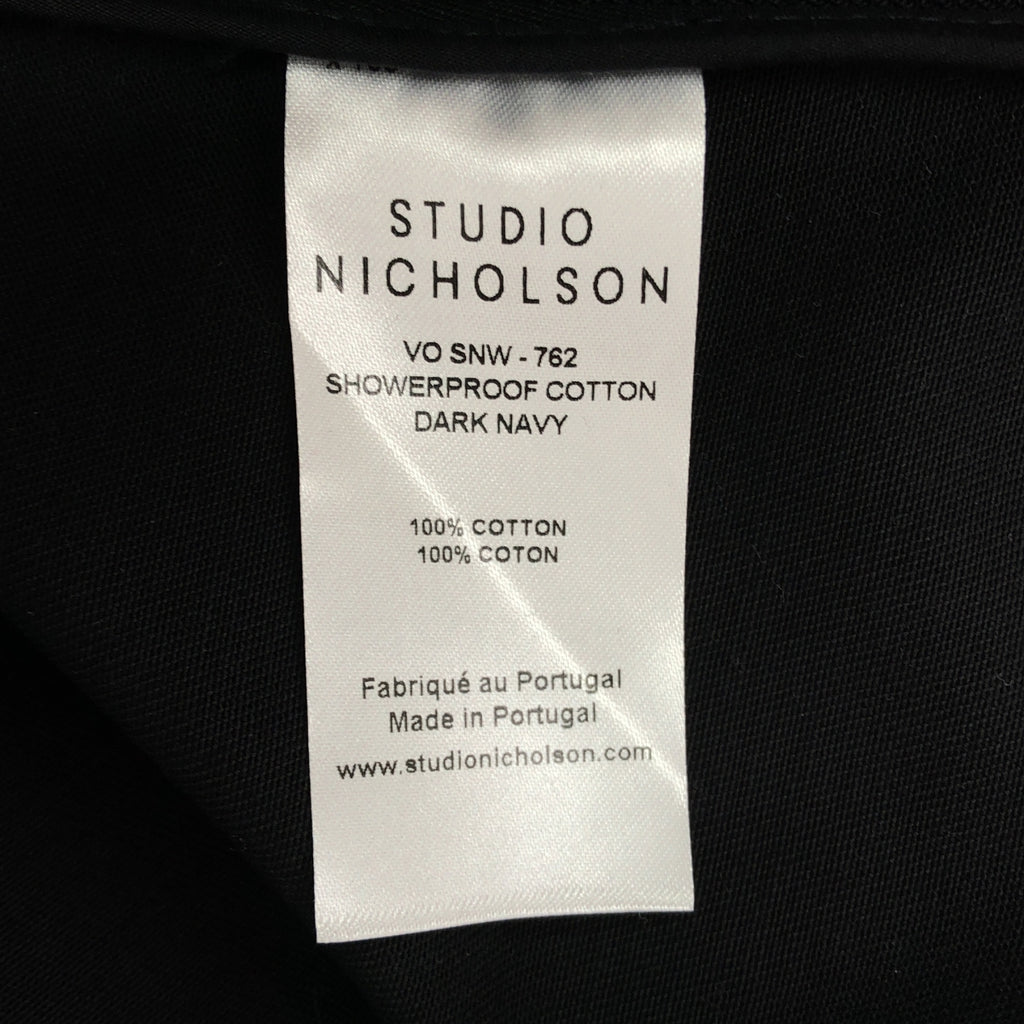 STUDIO
NICHOLSON
VO SNW - 762
SHOWERPROOF COTTON
DARK NAVY
100% COTTON
100% COTON
Fabriqué au Portugal
Made in Portugal
www.studionicholson.com